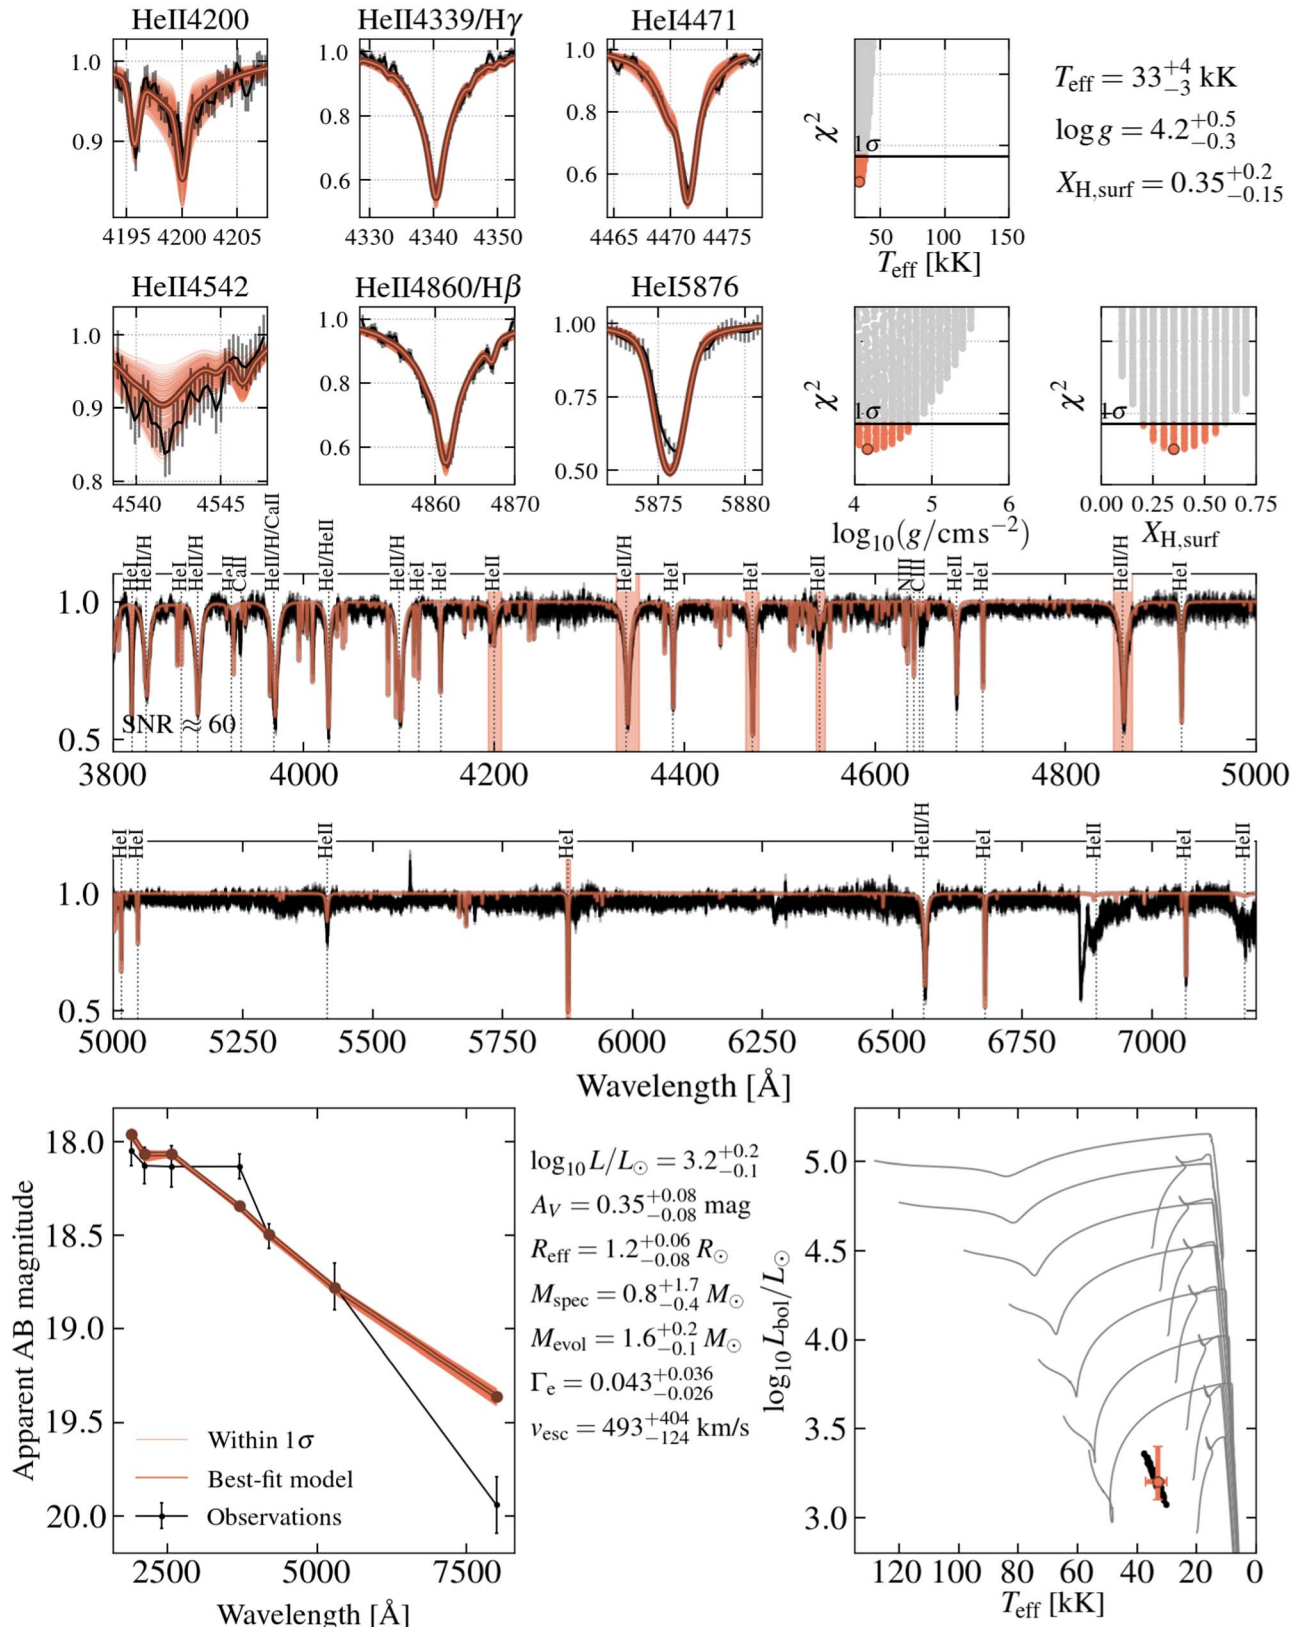 HeII4200
HeII4339/Hγ
HeI4471
1.0
0.9
4195 4200 4205
1.0
0.8
0.6
4330 4340 4350
1.0
0.8
0.6
4465 4470 4475
χ²
1σ
50 100 150
T_eff [kK]
T_eff = 33^{+4}_{−3} kK
log g = 4.2^{+0.5}_{−0.3}
X_{H,surf} = 0.35^{+0.2}_{−0.15}
HeII4542
HeII4860/Hβ
HeI5876
1.0
0.9
0.8
4540 4545
1.0
0.8
0.6
4860 4870
1.00
0.75
0.50
5875 5880
χ²
1σ
4 5 6
log₁₀(g/cm s⁻²)
χ²
1σ
0.00 0.25 0.50 0.75
X_{H,surf}
HeI
HeII/H
HeI
HeII/H
HeII
CaII
HeII/H/CaII
HeI/HeII
HeII/H
HeI
HeI
HeII
HeII/H
HeI
HeI
HeII
NIII
CIII
HeII
HeI
HeII/H
HeI
1.0
0.5
SNR ≈ 60
3800 4000 4200 4400 4600 4800 5000
HeI
HeI
HeII
HeI
HeII/H
HeI
HeII
HeI
HeII
1.0
0.5
5000 5250 5500 5750 6000 6250 6500 6750 7000
Wavelength [Å]
Apparent AB magnitude
18.0
18.5
19.0
19.5
20.0
Within 1σ
Best-fit model
Observations
2500 5000 7500
Wavelength [Å]
log₁₀ L/L_⊙ = 3.2^{+0.2}_{−0.1}
A_V = 0.35^{+0.08}_{−0.08} mag
R_eff = 1.2^{+0.06}_{−0.08} R_⊙
M_spec = 0.8^{+1.7}_{−0.4} M_⊙
M_evol = 1.6^{+0.2}_{−0.1} M_⊙
Γ_e = 0.043^{+0.036}_{−0.026}
v_esc = 493^{+404}_{−124} km/s
log₁₀ L_bol/L_⊙
5.0
4.5
4.0
3.5
3.0
120 100 80 60 40 20 0
T_eff [kK]